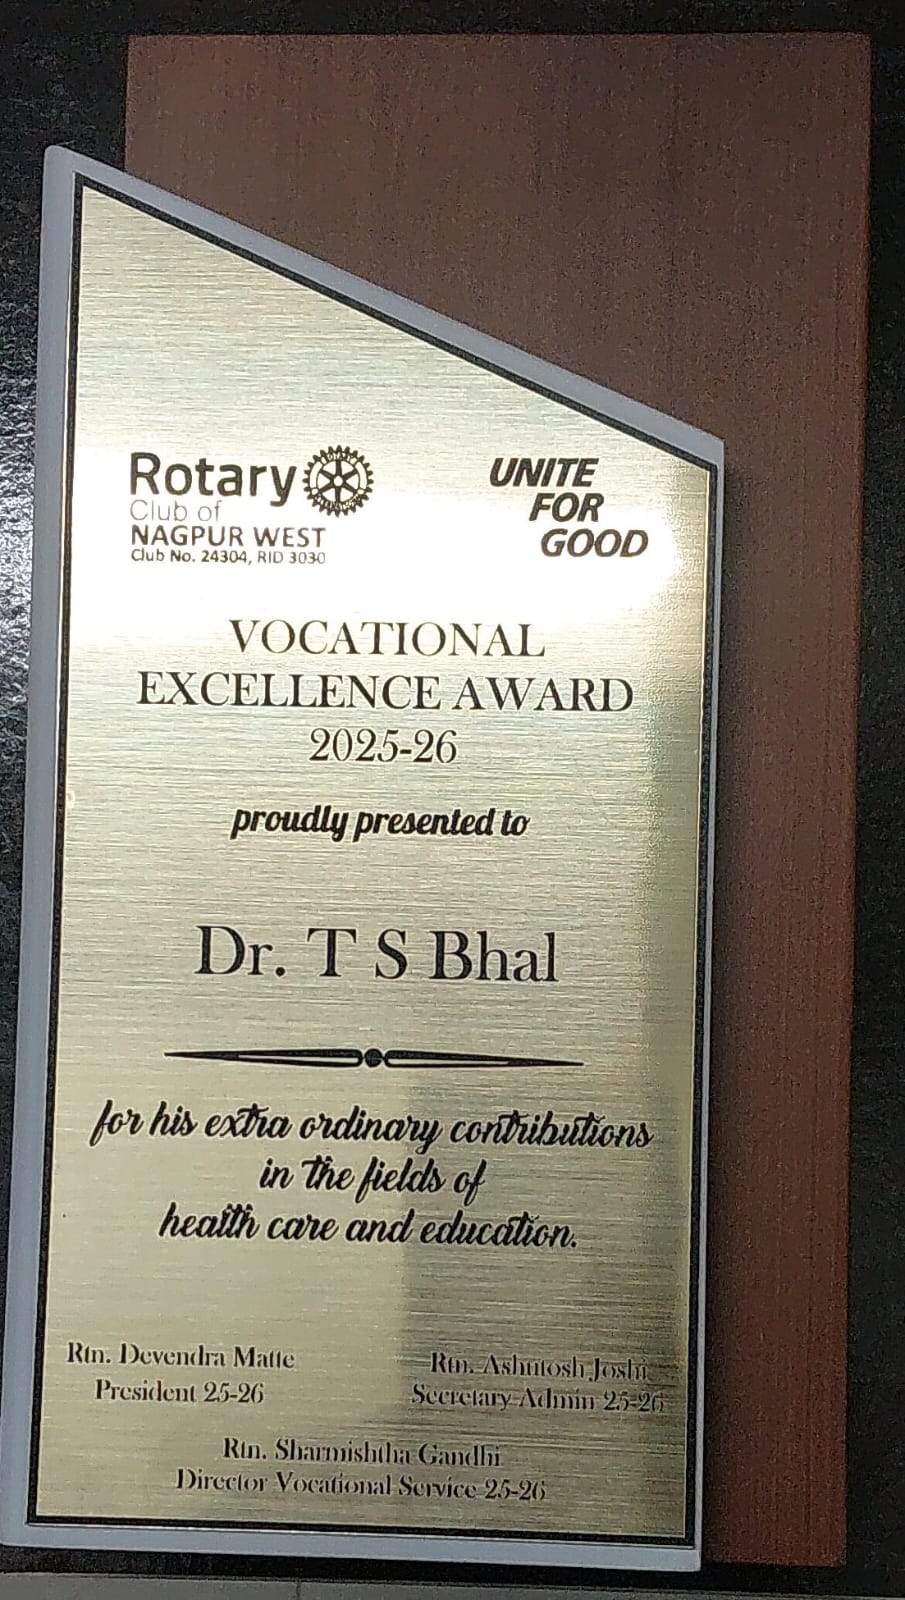 Rotary
Club of
NAGPUR WEST
Club No. 24304, RID 3030
UNITE
FOR
GOOD
VOCATIONAL
EXCELLENCE AWARD
2025-26
proudly presented to
Dr. T S Bhal
for his extra ordinary contributions
in the fields of
health care and education.
Rtn. Devendra Matte
President 25-26
Rtn. Ashutosh Joshi
Secretary Admin 25-26
Rtn. Sharmishtha Gandhi
Director Vocational Service 25-26